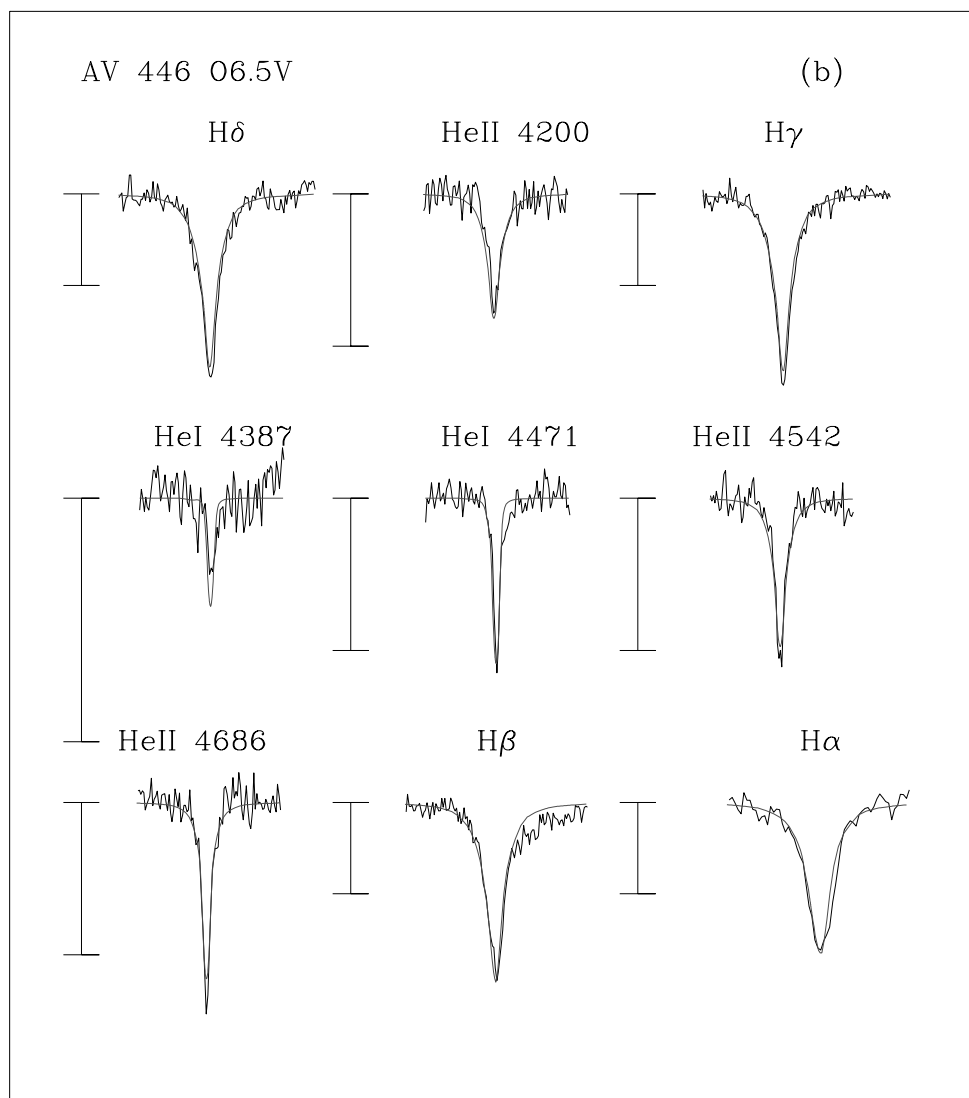 AV 446 O6.5V (b)
Hδ HeII 4200 Hγ
HeI 4387 HeI 4471 HeII 4542
HeII 4686 Hβ Hα